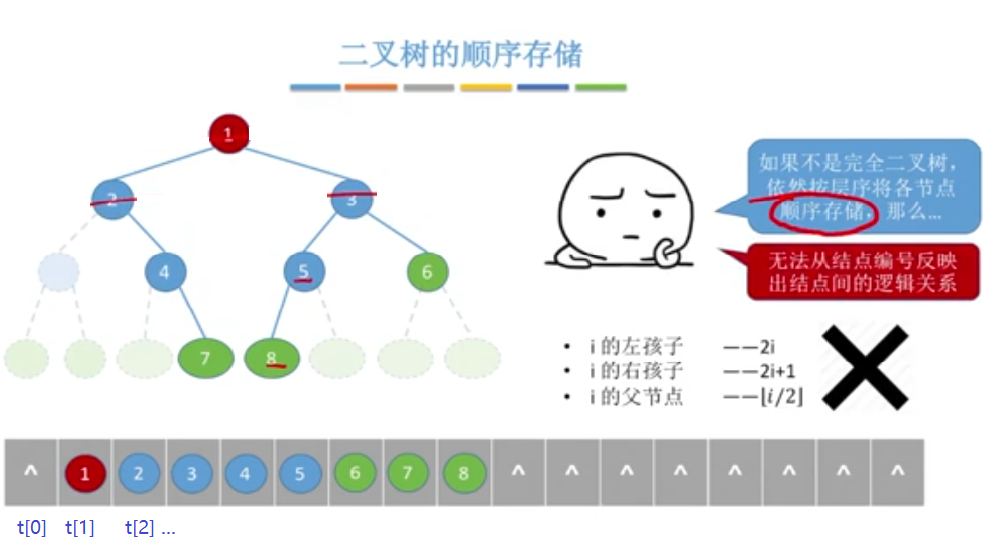 二叉树的顺序存储
1
2
3
4
5
6
7
8
如果不是完全二叉树，
依然按层序将各节点
顺序存储，那么...
无法从结点编号反映
出结点间的逻辑关系
• i 的左孩子 ——2i
• i 的右孩子 ——2i+1
• i 的父节点 ——⌊i/2⌋
^ 1 2 3 4 5 6 7 8 ^ ^ ^ ^ ^ ^ ^ ^
t[0] t[1] t[2] ...